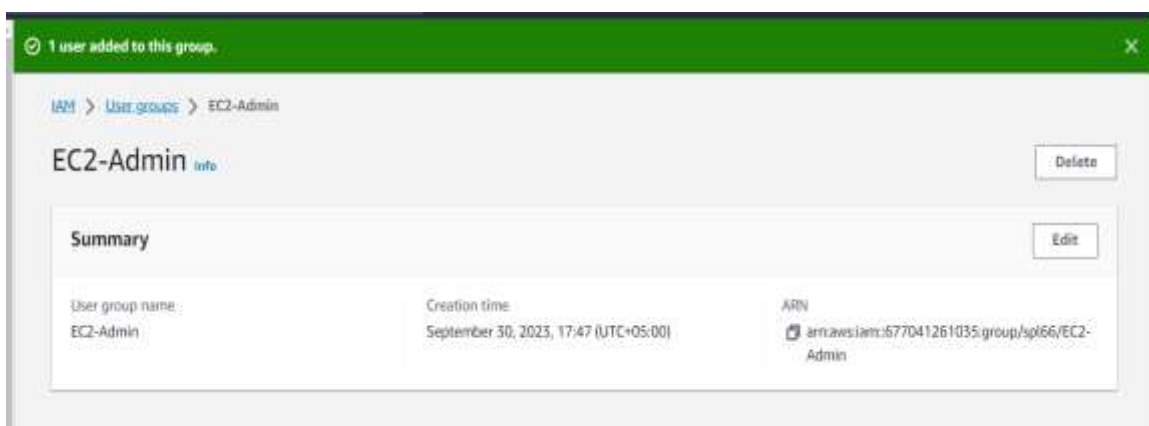 1 user added to this group.
IAM > User groups > EC2-Admin
EC2-Admin Info
Delete
Summary
Edit
User group name
EC2-Admin
Creation time
September 30, 2023, 17:47 (UTC+05:00)
ARN
arn:aws:iam::677041261035:group/spl66/EC2-
Admin